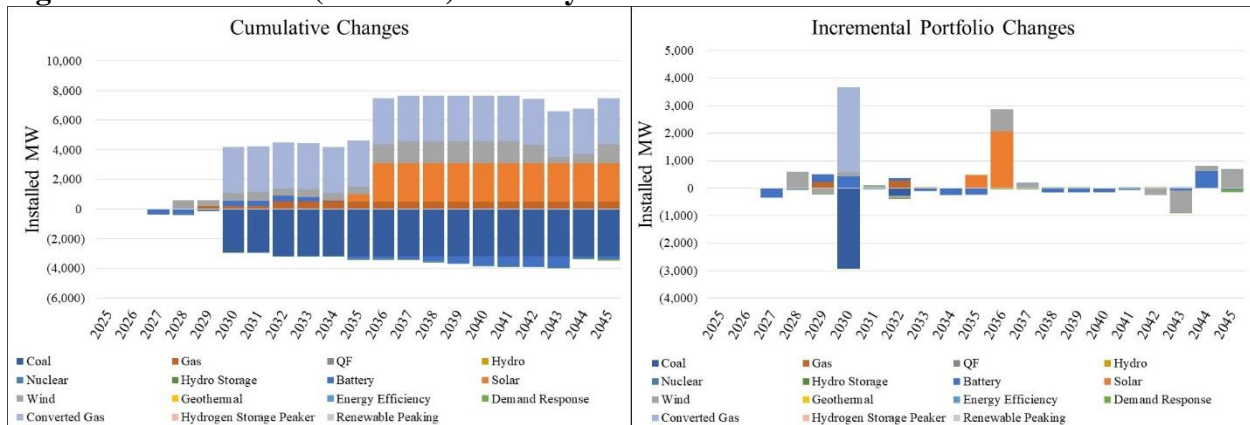 Cumulative Changes
10,000
8,000
6,000
4,000
2,000
0
(2,000)
(4,000)
(6,000)
Installed MW
2025 2026 2027 2028 2029 2030 2031 2032 2033 2034 2035 2036 2037 2038 2039 2040 2041 2042 2043 2044 2045
Coal Gas QF Hydro
Nuclear Hydro Storage Battery Solar
Wind Geothermal Energy Efficiency Demand Response
Converted Gas Hydrogen Storage Peaker Renewable Peaking
Incremental Portfolio Changes
5,000
4,000
3,000
2,000
1,000
0
(1,000)
(2,000)
(3,000)
(4,000)
Installed MW
2025 2026 2027 2028 2029 2030 2031 2032 2033 2034 2035 2036 2037 2038 2039 2040 2041 2042 2043 2044 2045
Coal Gas QF Hydro
Nuclear Hydro Storage Battery Solar
Wind Geothermal Energy Efficiency Demand Response
Converted Gas Hydrogen Storage Peaker Renewable Peaking